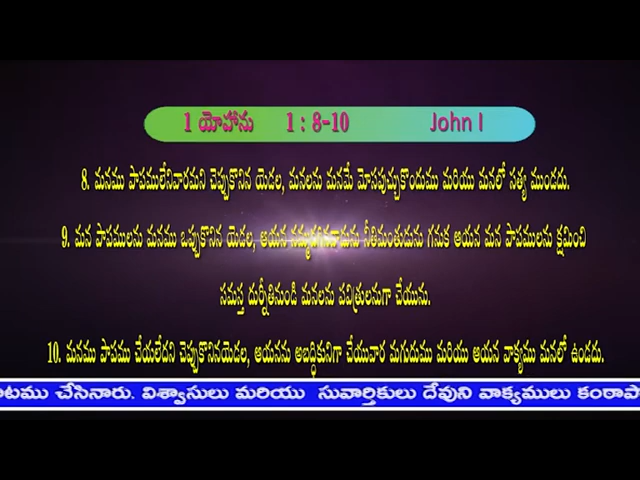 1 యోహాను 1 : 8-10 John I
8. మనము పాపములేనివారమని చెప్పుకొనిన యెడల, మనలను మనమే మోసపుచ్చుకొందుము మరియు మనలో సత్య ముండదు.
9. మన పాపములను మనము ఒప్పుకొనిన యెడల, ఆయన నమ్మదగినవాడును నీతిమంతుడును గనుక ఆయన మన పాపములను క్షమించి
సమస్త దుర్నీతినుండి మనలను పవిత్రులనుగా చేయును.
10. మనము పాపము చేయలేదని చెప్పుకొనినయెడల, ఆయనను అబద్ధికునిగా చేయువార మగుదుము మరియు ఆయన వాక్యము మనలో ఉండదు.
ఠాటము చేసినారు. విశ్వాసులు మరియు సువార్తికులు దేవుని వాక్యములు కంఠాపా